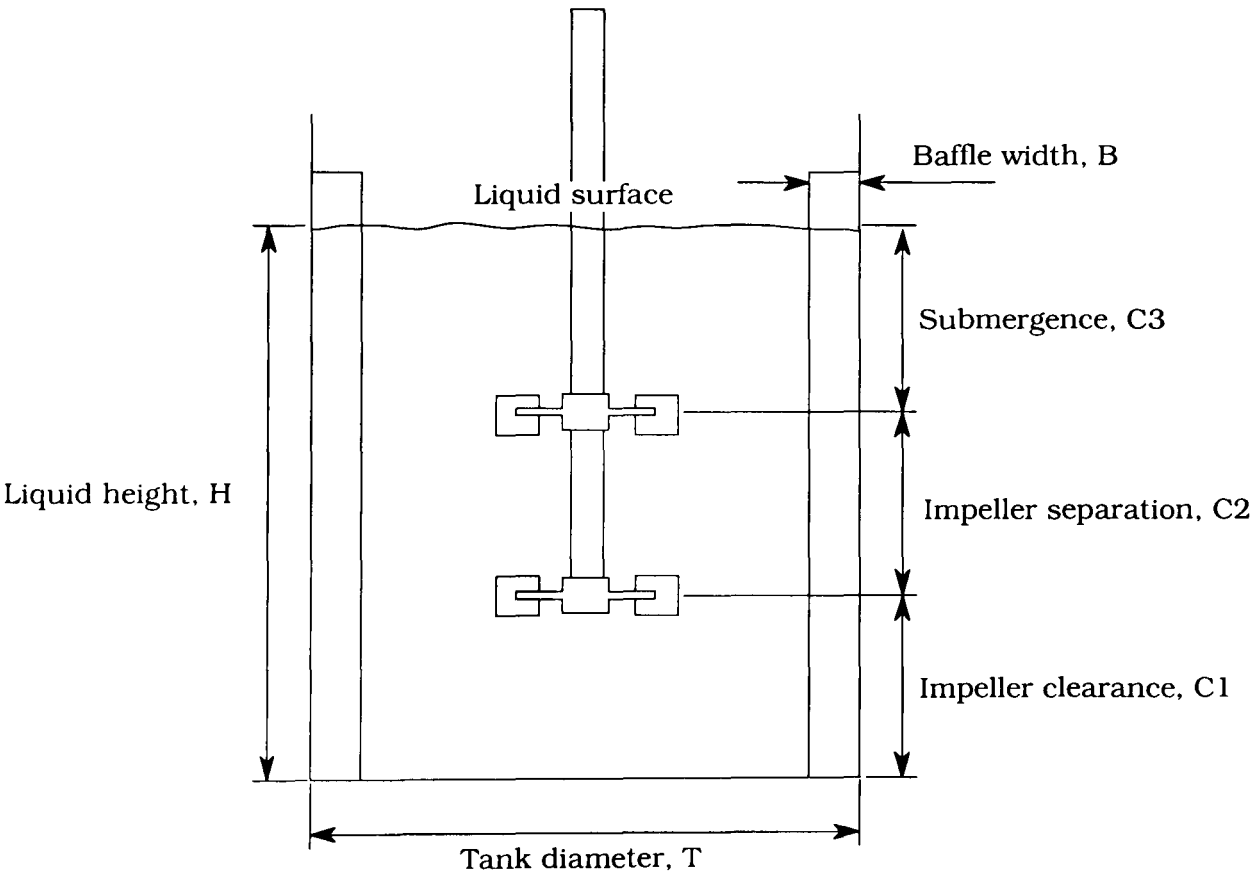 Baffle width, B
Liquid surface
Submergence, C3
Liquid height, H
Impeller separation, C2
Impeller clearance, C1
Tank diameter, T